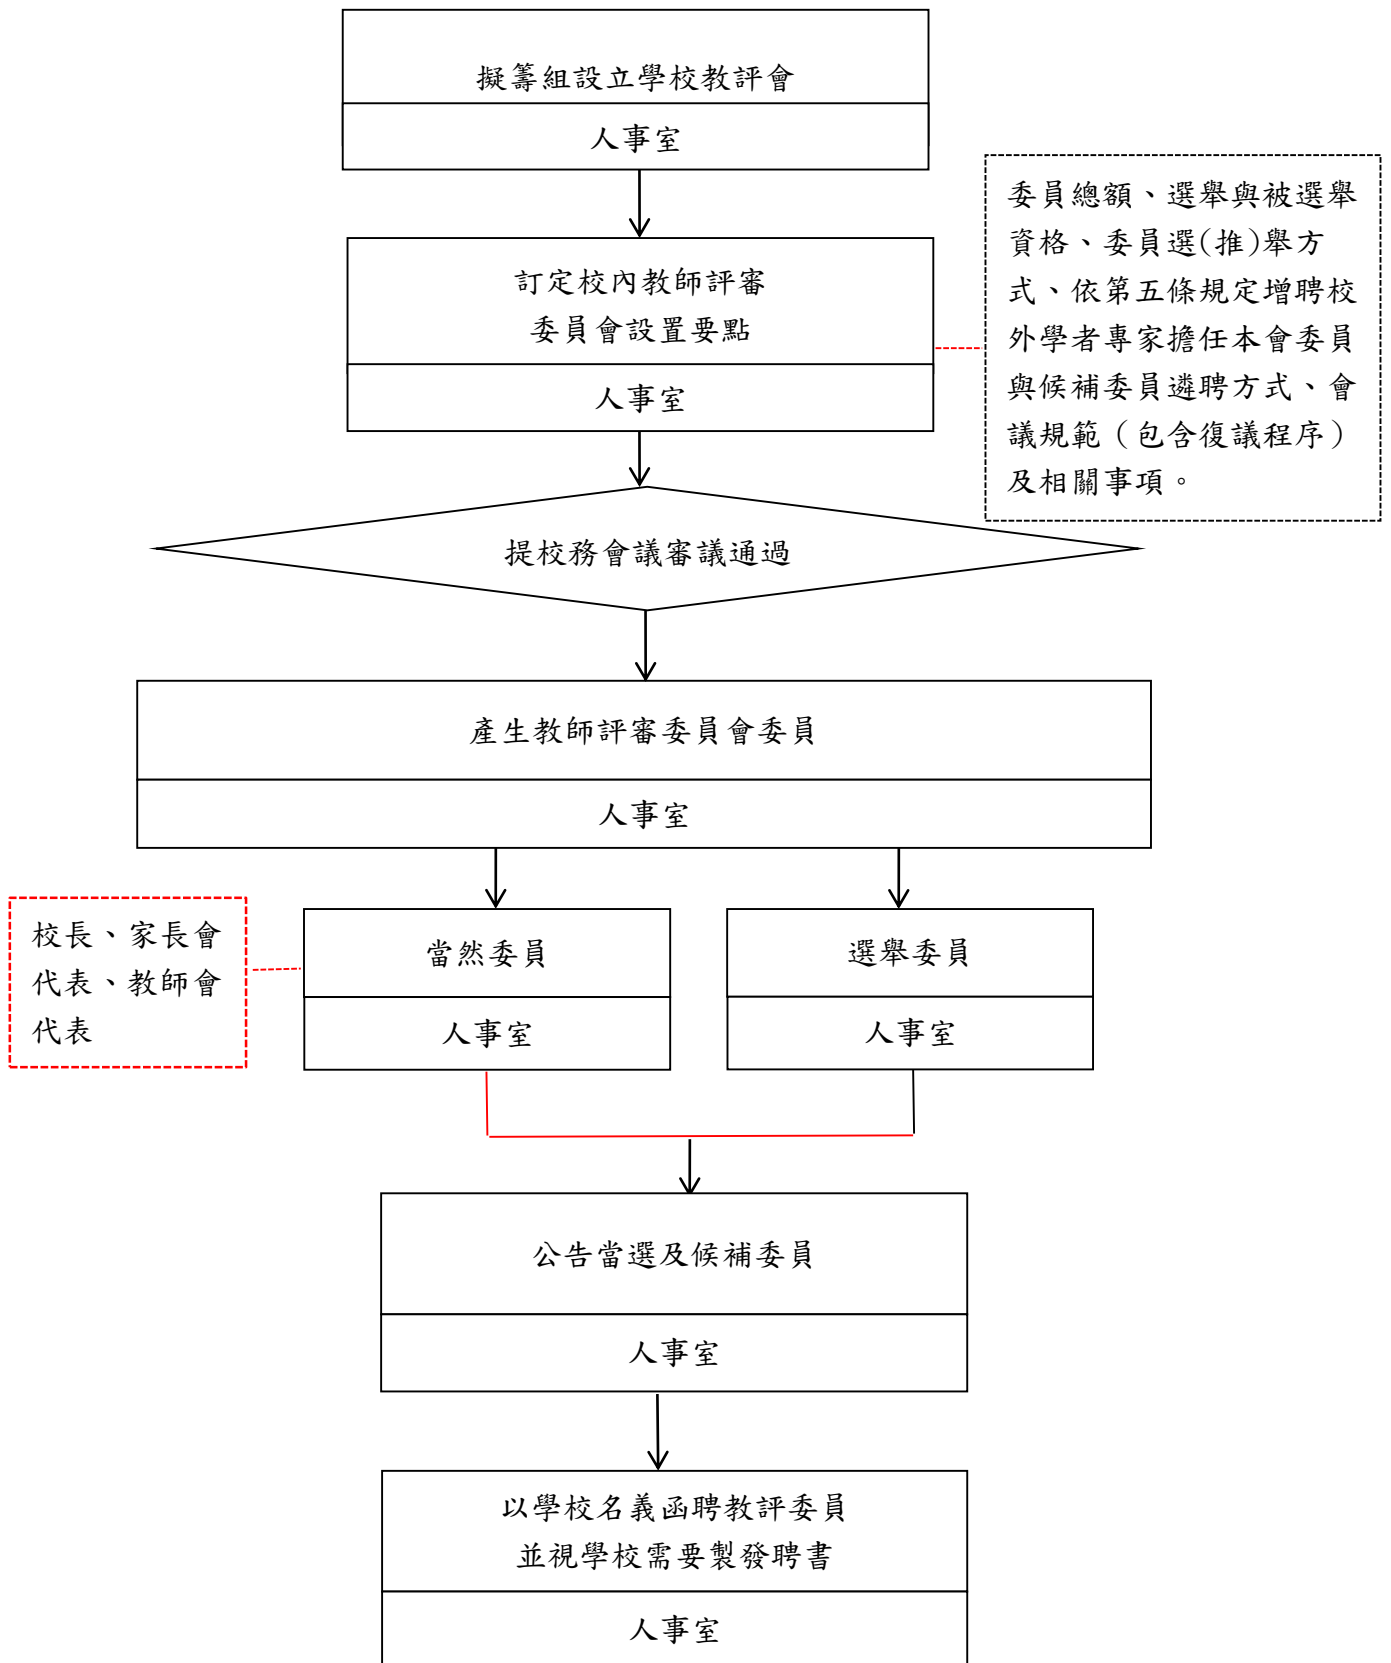 擬籌組設立學校教評會
人事室
委員總額、選舉與被選舉
資格、委員選(推)舉方
式、依第五條規定增聘校
外學者專家擔任本會委員
與候補委員遴聘方式、會
議規範（包含復議程序）
及相關事項。
訂定校內教師評審
委員會設置要點
人事室
提校務會議審議通過
產生教師評審委員會委員
人事室
校長、家長會
代表、教師會
代表
當然委員
人事室
選舉委員
人事室
公告當選及候補委員
人事室
以學校名義函聘教評委員
並視學校需要製發聘書
人事室